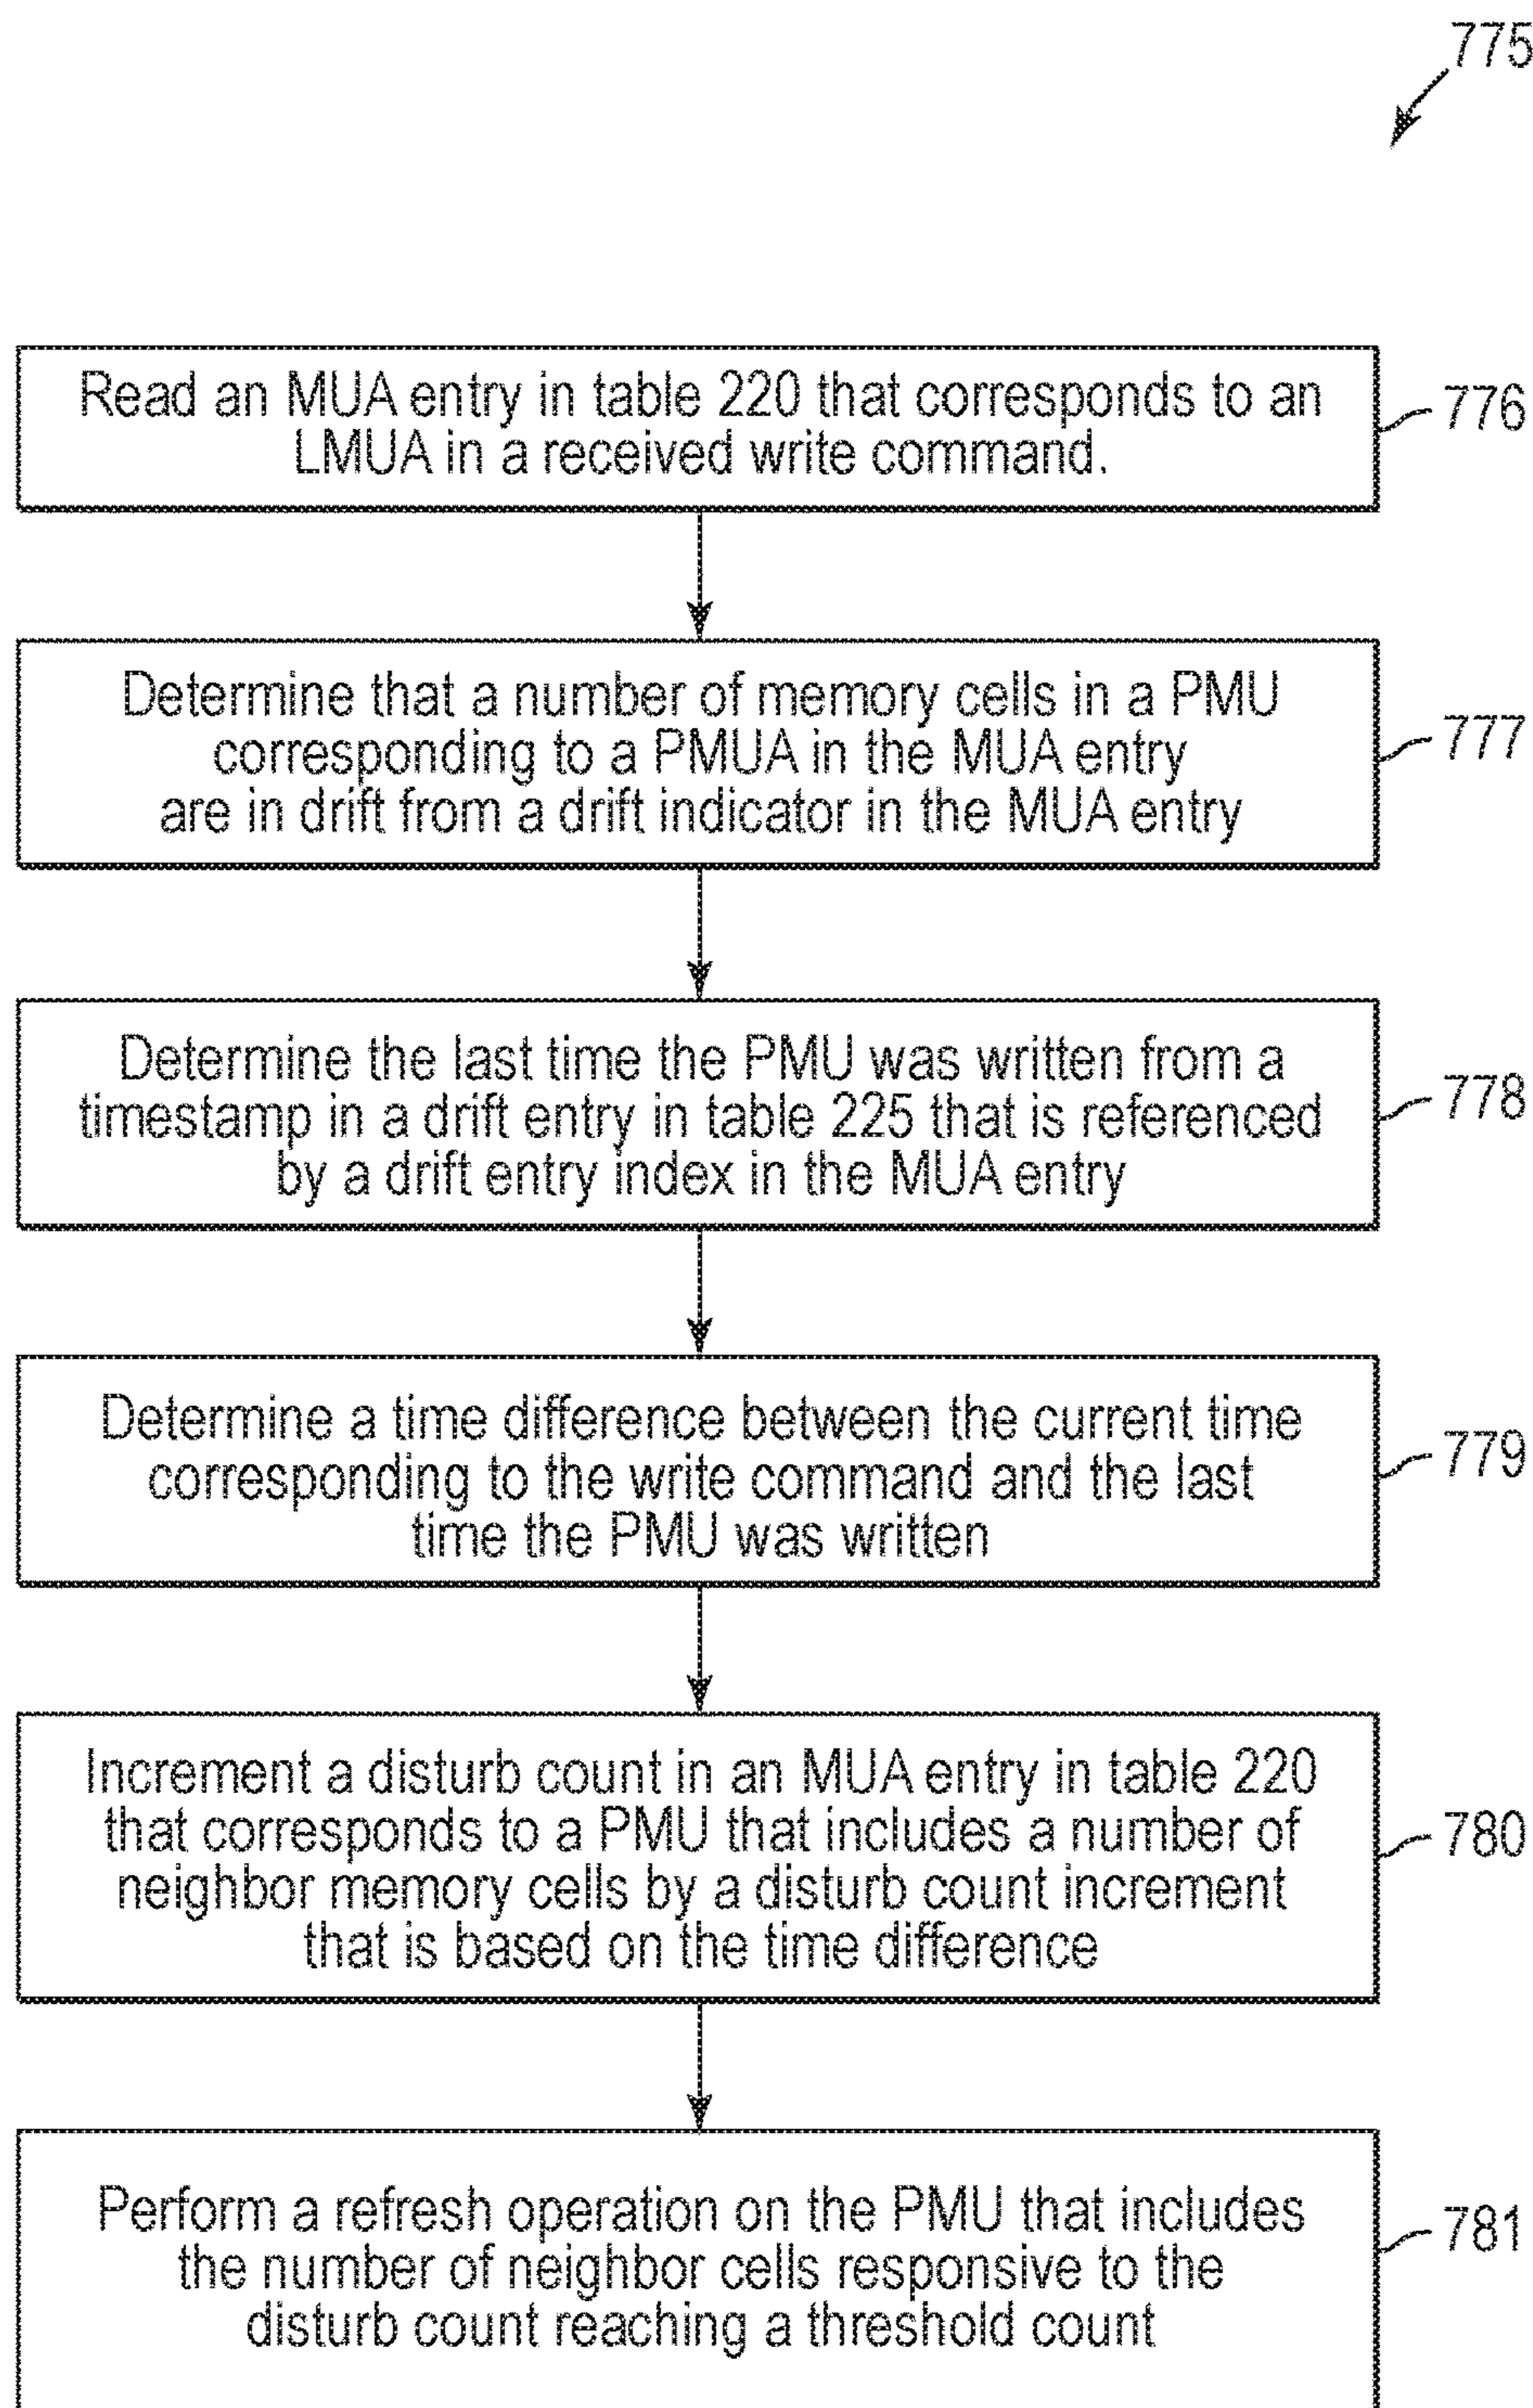 775
Read an MUA entry in table 220 that corresponds to an
LMUA in a received write command.
776
Determine that a number of memory cells in a PMU
corresponding to a PMUA in the MUA entry
are in drift from a drift indicator in the MUA entry
777
Determine the last time the PMU was written from a
timestamp in a drift entry in table 225 that is referenced
by a drift entry index in the MUA entry
778
Determine a time difference between the current time
corresponding to the write command and the last
time the PMU was written
779
Increment a disturb count in an MUA entry in table 220
that corresponds to a PMU that includes a number of
neighbor memory cells by a disturb count increment
that is based on the time difference
780
Perform a refresh operation on the PMU that includes
the number of neighbor cells responsive to the
disturb count reaching a threshold count
781